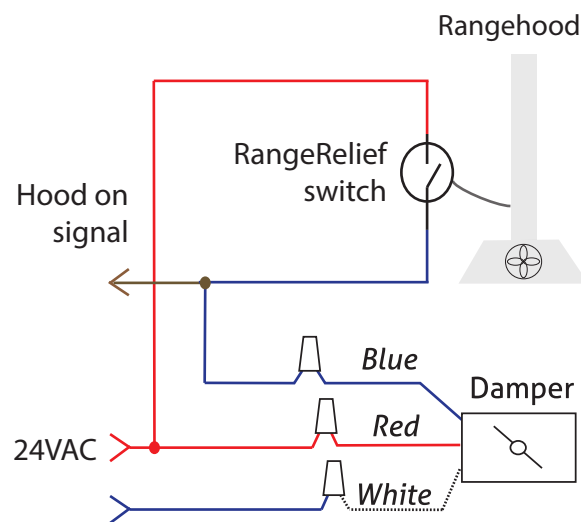 Rangehood
RangeRelief
switch
Hood on
signal
Blue
Damper
Red
24VAC
White